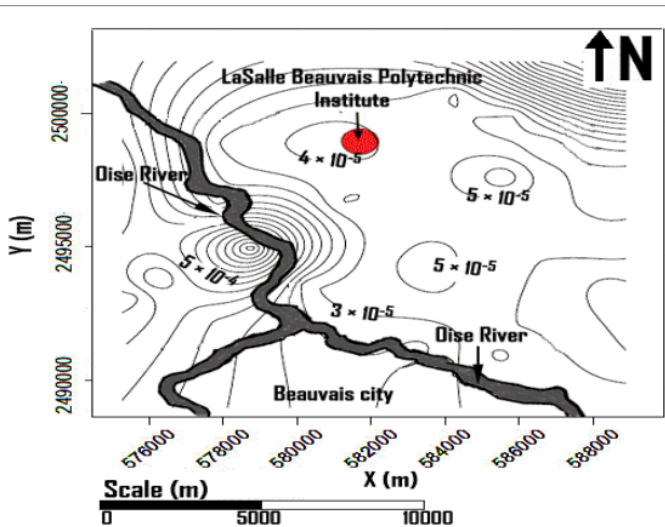 N
LaSalle Beauvais Polytechnic
Institute
4 × 10-5
Oise River
5 × 10-5
5 × 10-4
5 × 10-5
3 × 10-5
Oise River
Beauvais city
Y (m)
2500000
2495000
2490000
576000
578000
580000
582000
584000
586000
588000
X (m)
Scale (m)
0 5000 10000